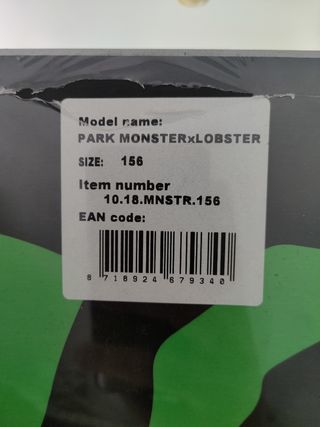 Model name:
PARK MONSTERxLOBSTER
SIZE: 156
Item number
10.18.MNSTR.156
EAN code:
8 718924 679340